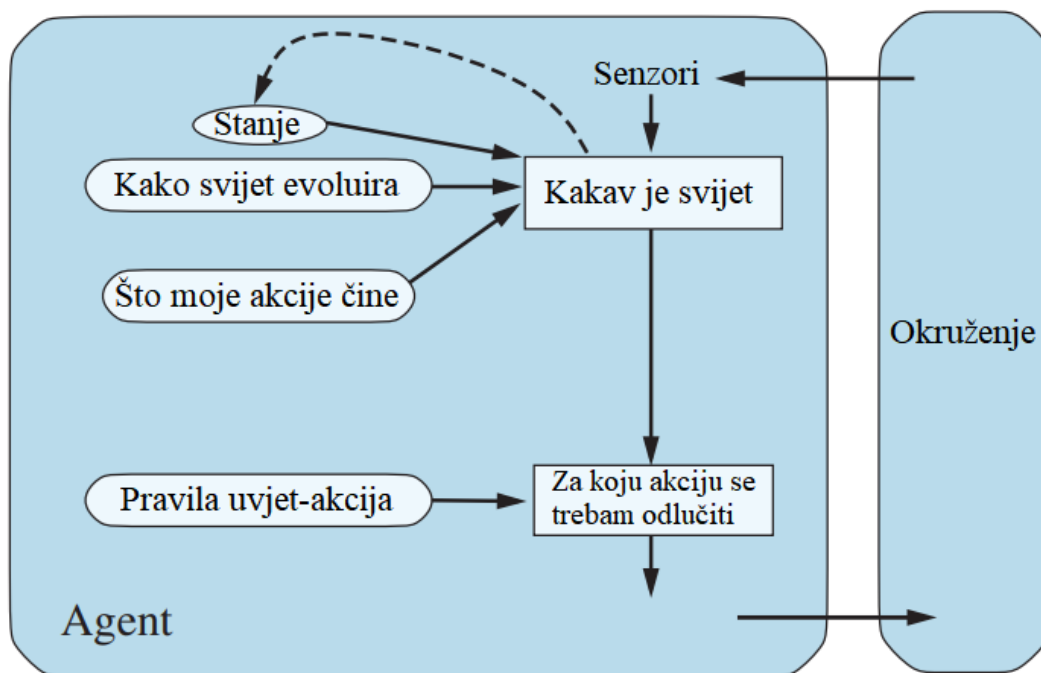 Senzori
Stanje
Kako svijet evoluira
Kakav je svijet
Što moje akcije čine
Okruženje
Pravila uvjet-akcija
Za koju akciju se
trebam odlučiti
Agent